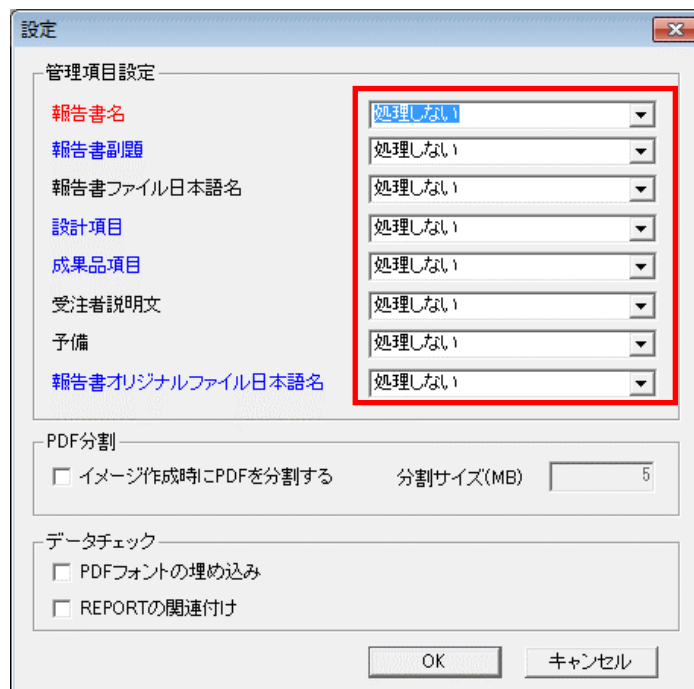 設定
管理項目設定
報告書名 処理しない
報告書副題 処理しない
報告書ファイル日本語名 処理しない
設計項目 処理しない
成果品項目 処理しない
受注者説明文 処理しない
予備 処理しない
報告書オリジナルファイル日本語名 処理しない
PDF分割
イメージ作成時にPDFを分割する 分割サイズ(MB) 5
データチェック
PDFフォントの埋め込み
REPORTの関連付け
OK キャンセル